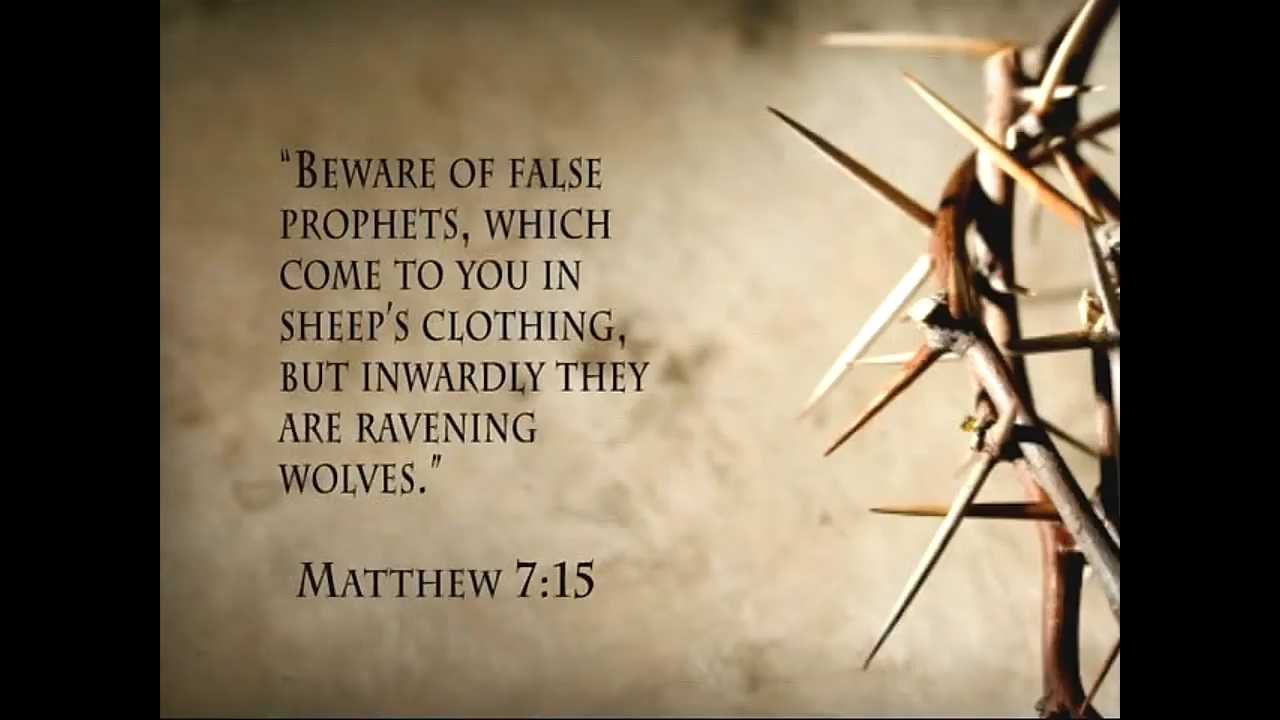 “Beware of false
prophets, which
come to you in
sheep's clothing,
but inwardly they
are ravening
wolves.”
Matthew 7:15